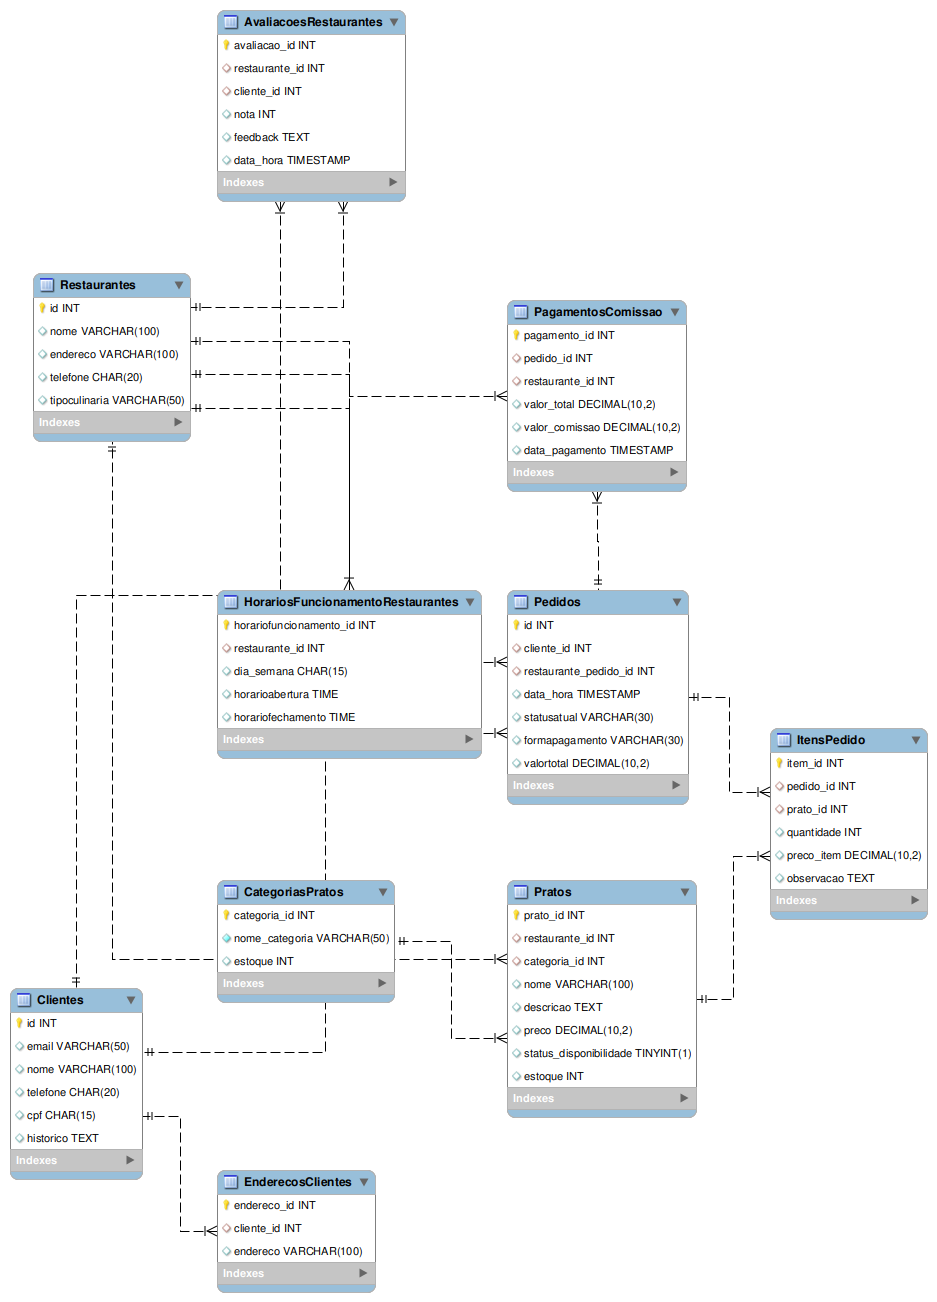 AvaliacoesRestaurantes
avaliacao_id INT
restaurante_id INT
cliente_id INT
nota INT
feedback TEXT
data_hora TIMESTAMP
Indexes
Restaurantes
id INT
nome VARCHAR(100)
endereco VARCHAR(100)
telefone CHAR(20)
tipoculinaria VARCHAR(50)
Indexes
PagamentosComissao
pagamento_id INT
pedido_id INT
restaurante_id INT
valor_total DECIMAL(10,2)
valor_comissao DECIMAL(10,2)
data_pagamento TIMESTAMP
Indexes
HorariosFuncionamentoRestaurantes
horariofuncionamento_id INT
restaurante_id INT
dia_semana CHAR(15)
horarioabertura TIME
horariofechamento TIME
Indexes
Pedidos
id INT
cliente_id INT
restaurante_pedido_id INT
data_hora TIMESTAMP
statusatual VARCHAR(30)
formapagamento VARCHAR(30)
valortotal DECIMAL(10,2)
Indexes
ItensPedido
item_id INT
pedido_id INT
prato_id INT
quantidade INT
preco_item DECIMAL(10,2)
observacao TEXT
Indexes
CategoriasPratos
categoria_id INT
nome_categoria VARCHAR(50)
estoque INT
Indexes
Pratos
prato_id INT
restaurante_id INT
categoria_id INT
nome VARCHAR(100)
descricao TEXT
preco DECIMAL(10,2)
status_disponibilidade TINYINT(1)
estoque INT
Indexes
Clientes
id INT
email VARCHAR(50)
nome VARCHAR(100)
telefone CHAR(20)
cpf CHAR(15)
historico TEXT
Indexes
EnderecosClientes
endereco_id INT
cliente_id INT
endereco VARCHAR(100)
Indexes